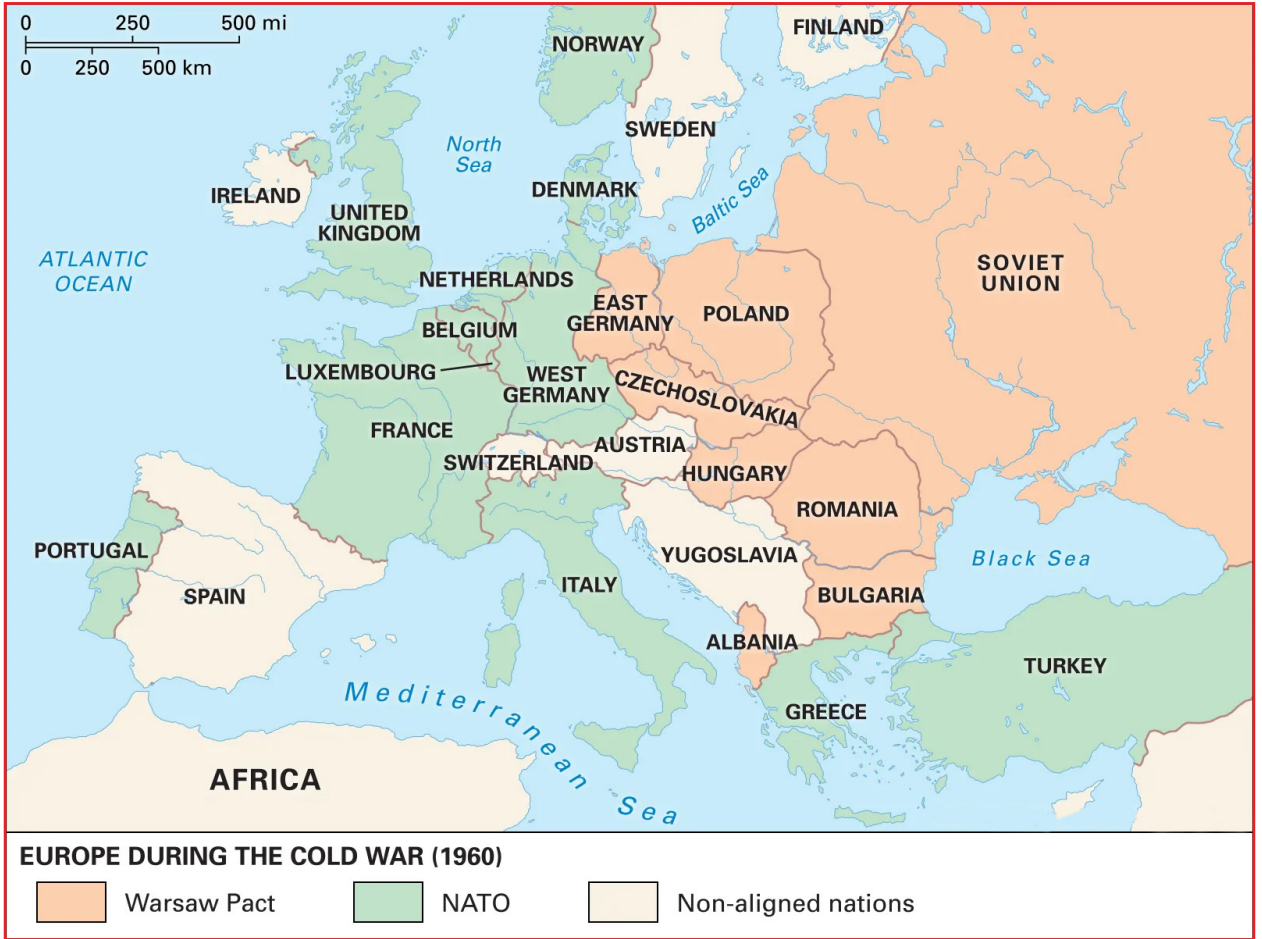 0 250 500 mi
0 250 500 km
NORWAY
FINLAND
SWEDEN
North
Sea
Baltic Sea
IRELAND
DENMARK
UNITED
KINGDOM
ATLANTIC
OCEAN
NETHERLANDS
SOVIET
UNION
EAST
GERMANY
POLAND
BELGIUM
LUXEMBOURG
WEST
GERMANY
CZECHOSLOVAKIA
FRANCE
AUSTRIA
SWITZERLAND
HUNGARY
ROMANIA
PORTUGAL
YUGOSLAVIA
Black Sea
SPAIN
ITALY
BULGARIA
ALBANIA
TURKEY
Mediterranean Sea
GREECE
AFRICA
EUROPE DURING THE COLD WAR (1960)
Warsaw Pact
NATO
Non-aligned nations